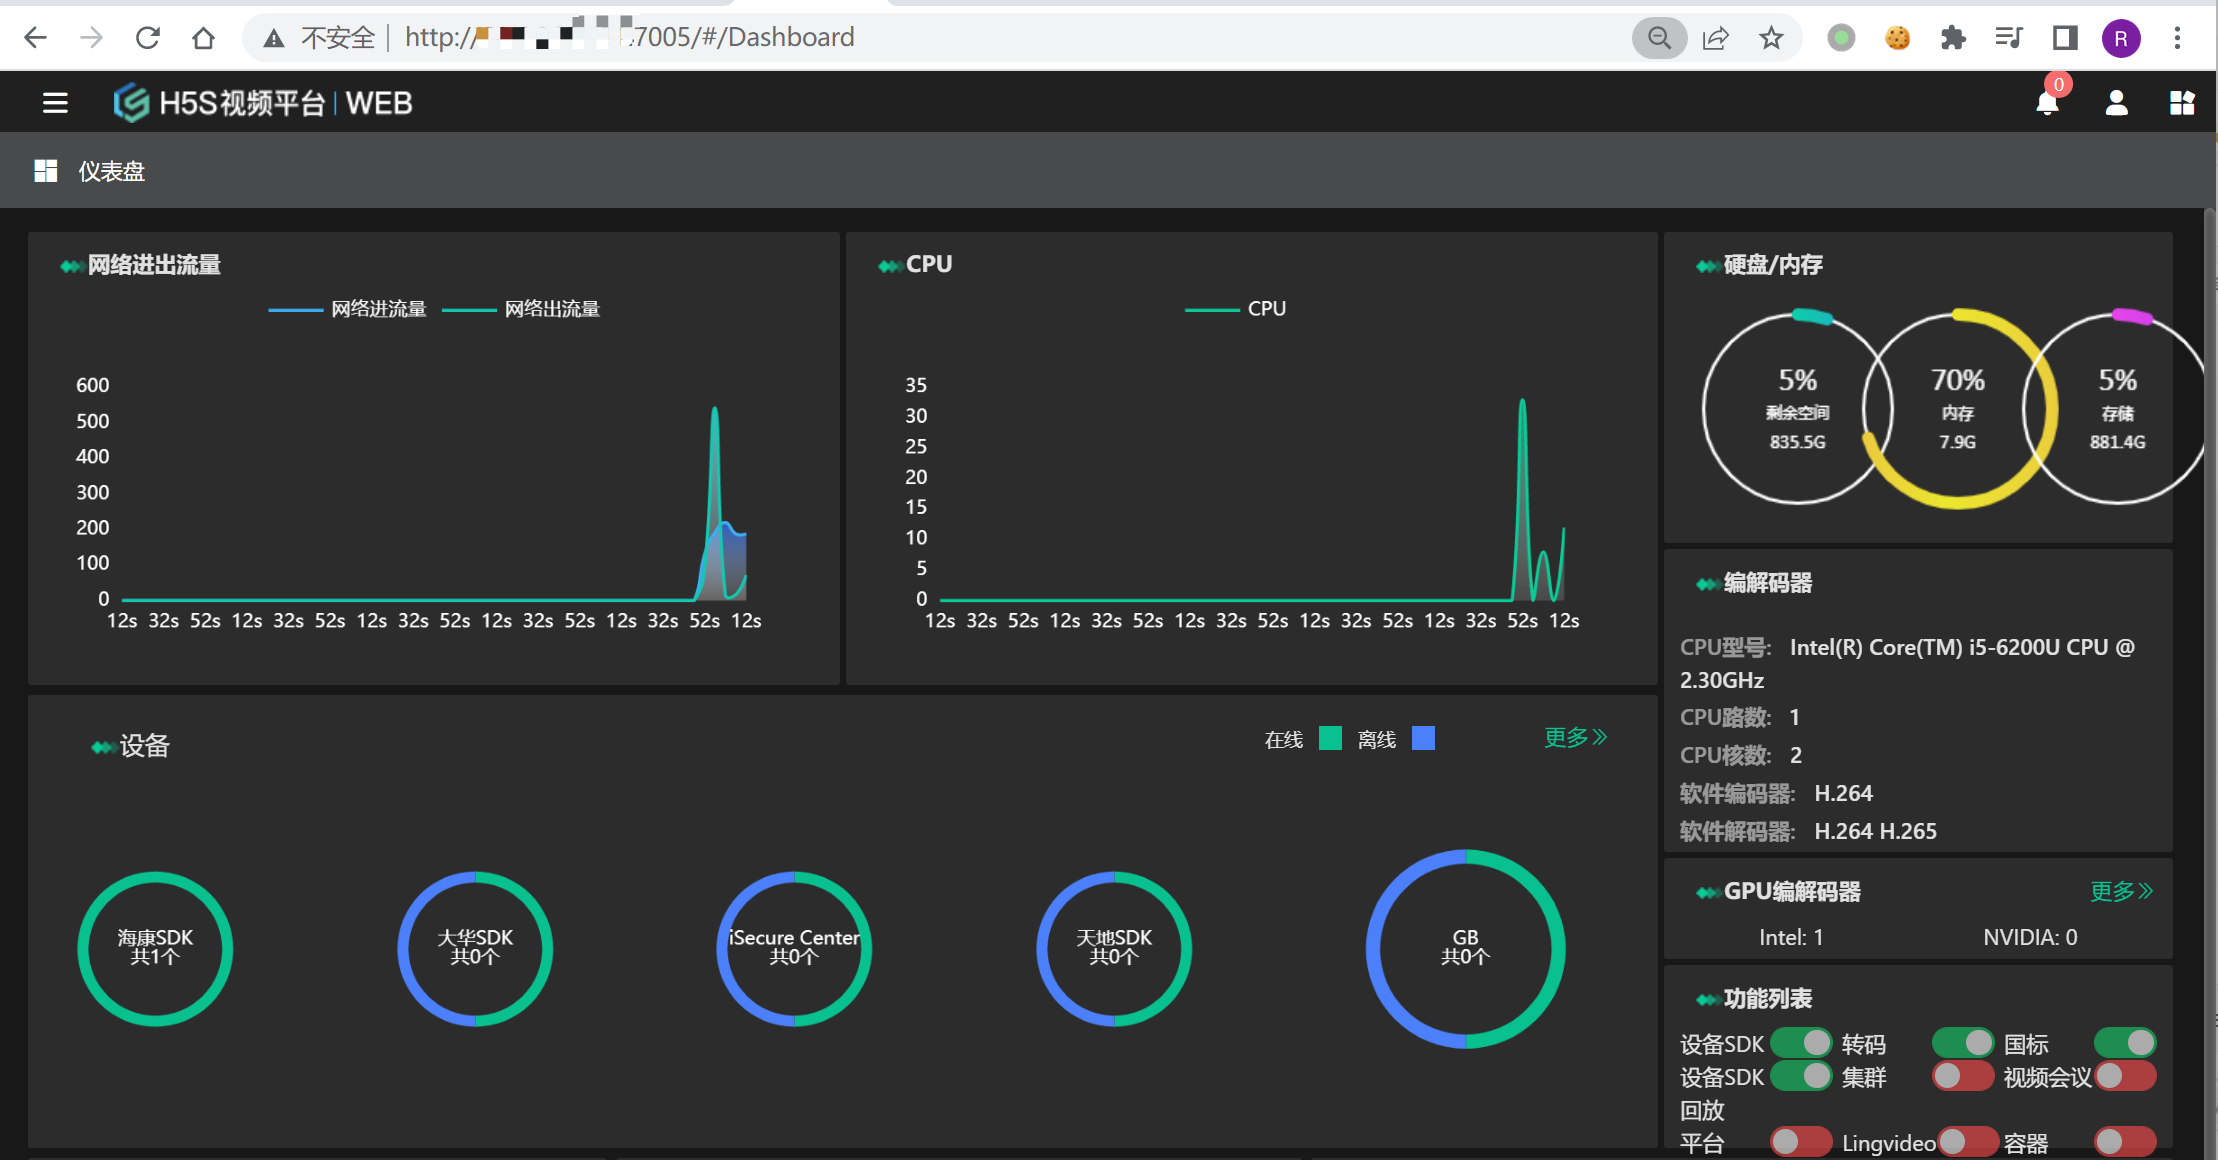 不安全 http:// 7005/#/Dashboard
R
H5S视频平台 | WEB
0
仪表盘
网络进出流量
网络进流量 网络出流量
600
500
400
300
200
100
0
12s 32s 52s 12s 32s 52s 12s 32s 52s 12s 32s 52s 12s 32s 52s 12s
CPU
CPU
35
30
25
20
15
10
5
0
12s 32s 52s 12s 32s 52s 12s 32s 52s 12s 32s 52s 12s 32s 52s 12s
硬盘/内存
5% 70% 5%
剩余空间 内存 存储
835.5G 7.9G 881.4G
编解码器
CPU型号: Intel(R) Core(TM) i5-6200U CPU @
2.30GHz
CPU路数: 1
CPU核数: 2
软件编码器: H.264
软件解码器: H.264 H.265
设备
在线 离线 更多
海康SDK 大华SDK iSecure Center 天地SDK GB
共1个 共0个 共0个 共0个 共0个
GPU编解码器 更多
Intel: 1 NVIDIA: 0
功能列表
设备SDK 转码 国标
设备SDK 集群 视频会议
回放
平台 Lingvideo 容器